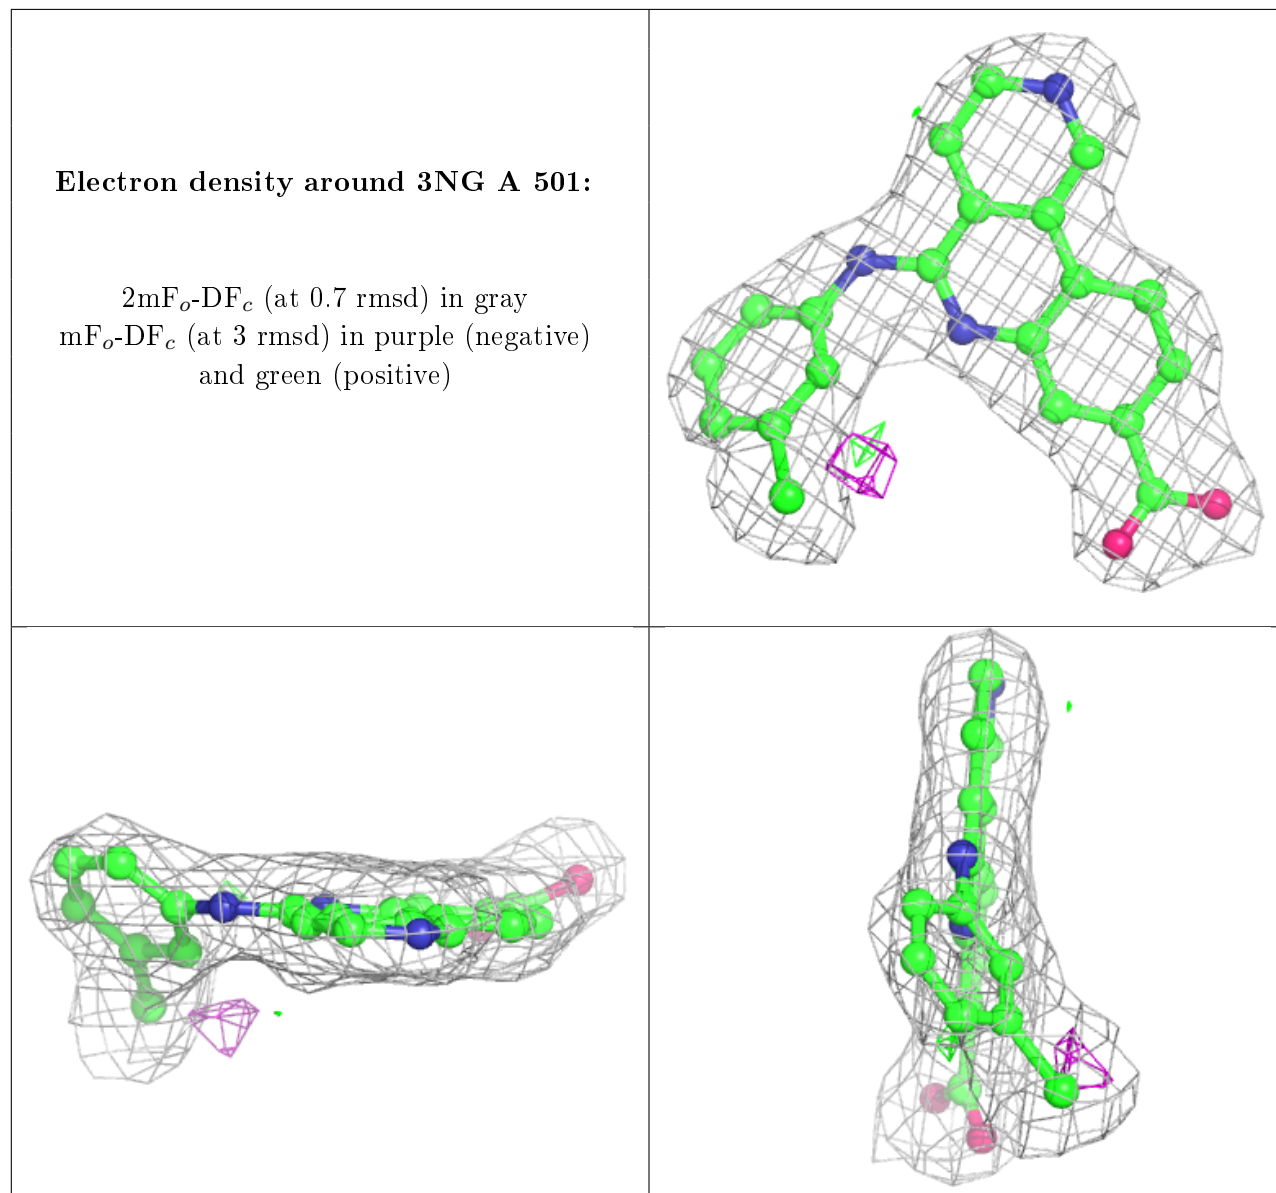 Electron density around 3NG A 501:
2mFo-DFc (at 0.7 rmsd) in gray
mFo-DFc (at 3 rmsd) in purple (negative)
and green (positive)